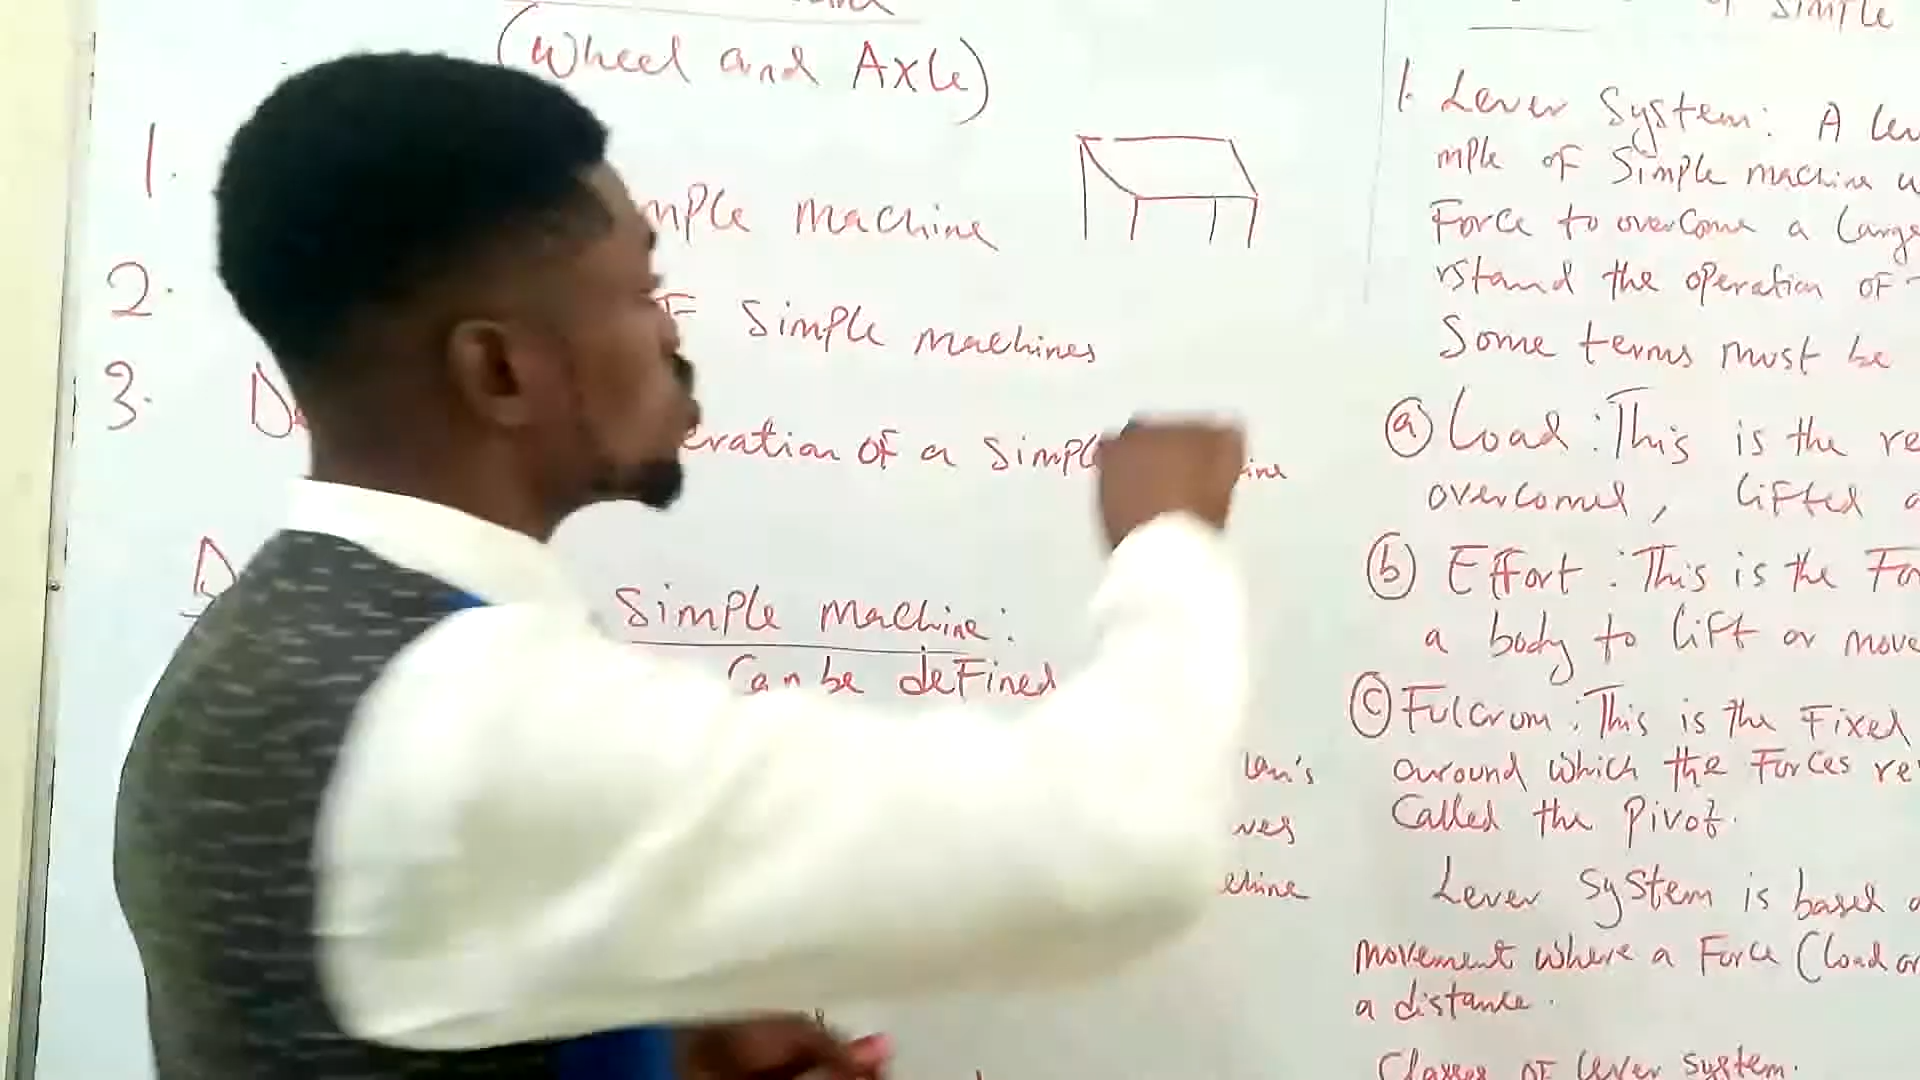 (Wheel and Axle)
1.
mple machine
2.
F Simple machines
3.
eration of a Simple
ine
Simple Machine:
Can be defined
1. Lever System: A lev
mple of Simple machine
Force to overcome a large
rstand the operation of
Some terms must be
(a) Load: This is the re
overcomed, lifted
(b) Effort: This is the Fo
a body to lift or move
(c) Fulcrum: This is the Fixed
around which the Forces re
Called the pivot.
Lever System is based
movement where a Force (load or
a distance.
Classes of lever system.